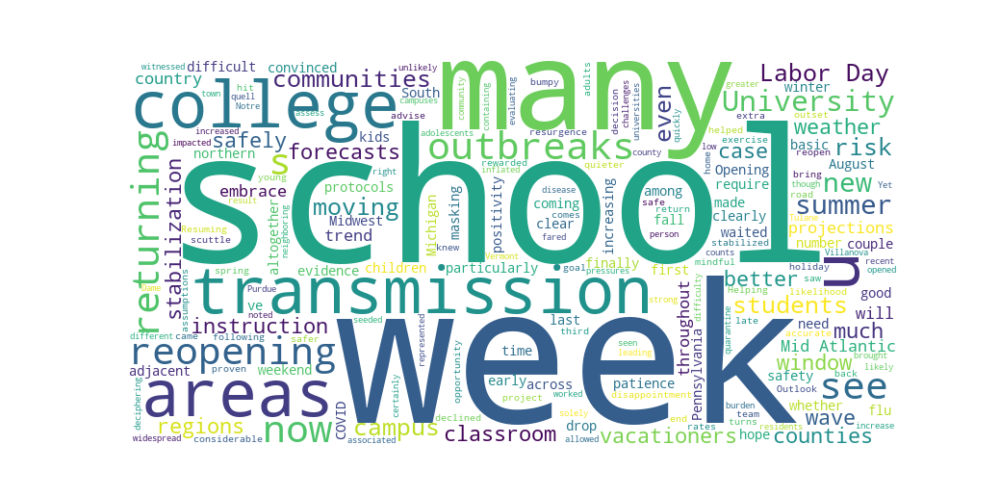 school
week
many
transmission
college
areas
see
now
reopening
returning
outbreaks
University
u
s
communities
Labor Day
summer
new
risk
weather
even
case
safely
forecasts
moving
embrace
stabilization
instruction
students
better
window
Mid Atlantic
much
will
wave
counties
vacationers
classroom
campus
regions
country
difficult
convinced
South
kids
northern
protocols
Midwest
trend
evidence
children
particularly
altogether
spring
Michigan
masking
positivity
clear
coming
among
increasing
fall
finally
first
throughout
Pennsylvania
patience
drop
hope
across
early
time
last
weekend
adjacent
COVID
need
safety
whether
flu
good
couple
number
projections
August
basic
winter
Opening
require
made
clearly
waited
witnessed
unlikely
town
quell
Notre
hit
assess
campuses
increased
impacted
advise
adolescents
community
containing
evaluating
bumpy
adults
resurgence
rewarded
inflated
quieter
county
decision
challenges
universities
greater
quickly
extra
outset
helped
exercise
low
reopen
home
bring
though
Yet
road
young
right
result
neighboring
Resuming
scuttle
knew
disease
comes
safe
return
fared
person
stabilized
counts
Tulane
Villanova
mindful
holiday
recent
saw
opened
Vermont
goal
pressures
Helping
likelihood
Dame
assumptions
Purdue
ve
noted
seeded
strong
difficulty
late
accurate
brought
different
came
following
safer
proven
represented
third
seen
leading
quarantine
back
likely
Outlook
deciphering
opportunity
certainly
project
worked
disappointment
solely
burden
team
declined
end
turns
rates
residents
increase
widespread
considerable
associated
allowed